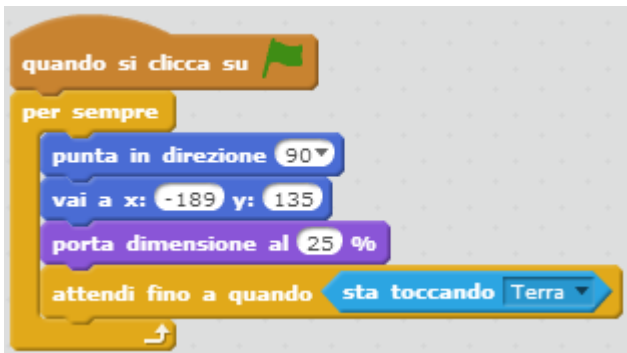 quando si clicca su
per sempre
punta in direzione 90
vai a x: -189 y: 135
porta dimensione al 25 %
attendi fino a quando sta toccando Terra